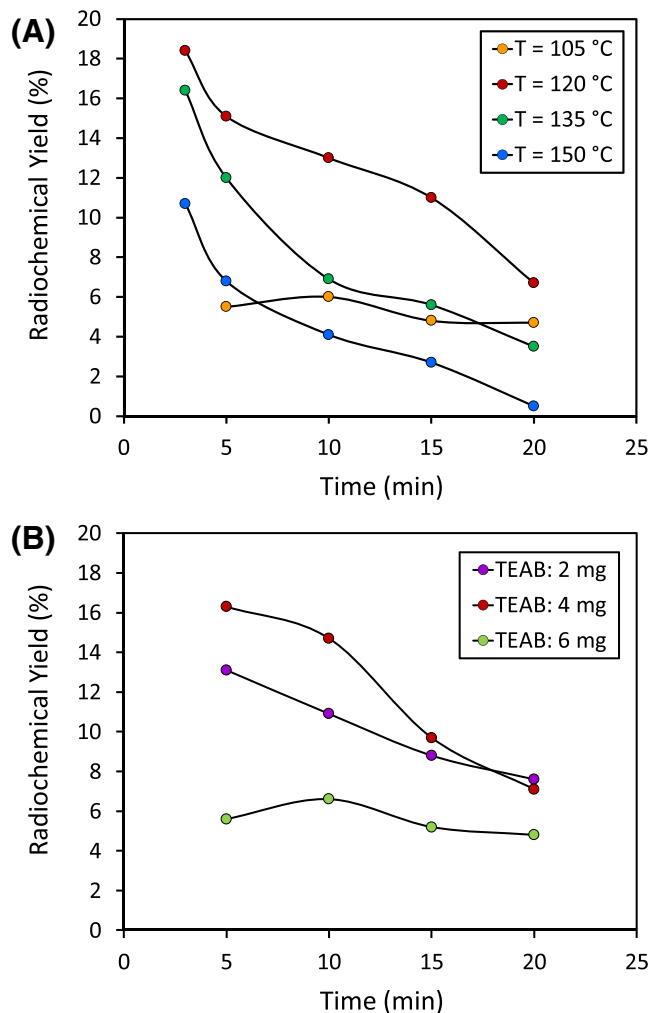 (A)
20
18
16
14
12
10
8
6
4
2
0
Radiochemical Yield (%)
T = 105 °C
T = 120 °C
T = 135 °C
T = 150 °C
0 5 10 15 20 25
Time (min)
(B)
20
18
16
14
12
10
8
6
4
2
0
Radiochemical Yield (%)
TEAB: 2 mg
TEAB: 4 mg
TEAB: 6 mg
0 5 10 15 20 25
Time (min)